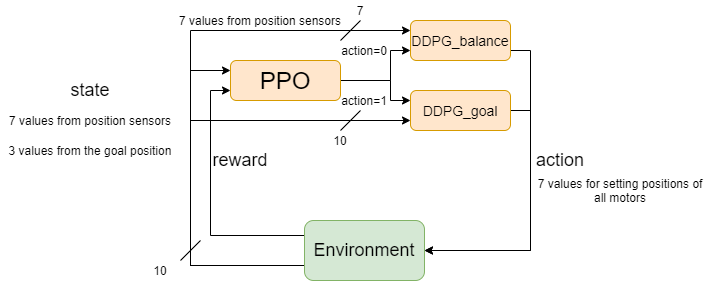 7 values from position sensors
7
DDPG_balance
action=0
PPO
state
action=1
DDPG_goal
7 values from position sensors
10
3 values from the goal position
reward
action
7 values for setting positions of
all motors
Environment
10